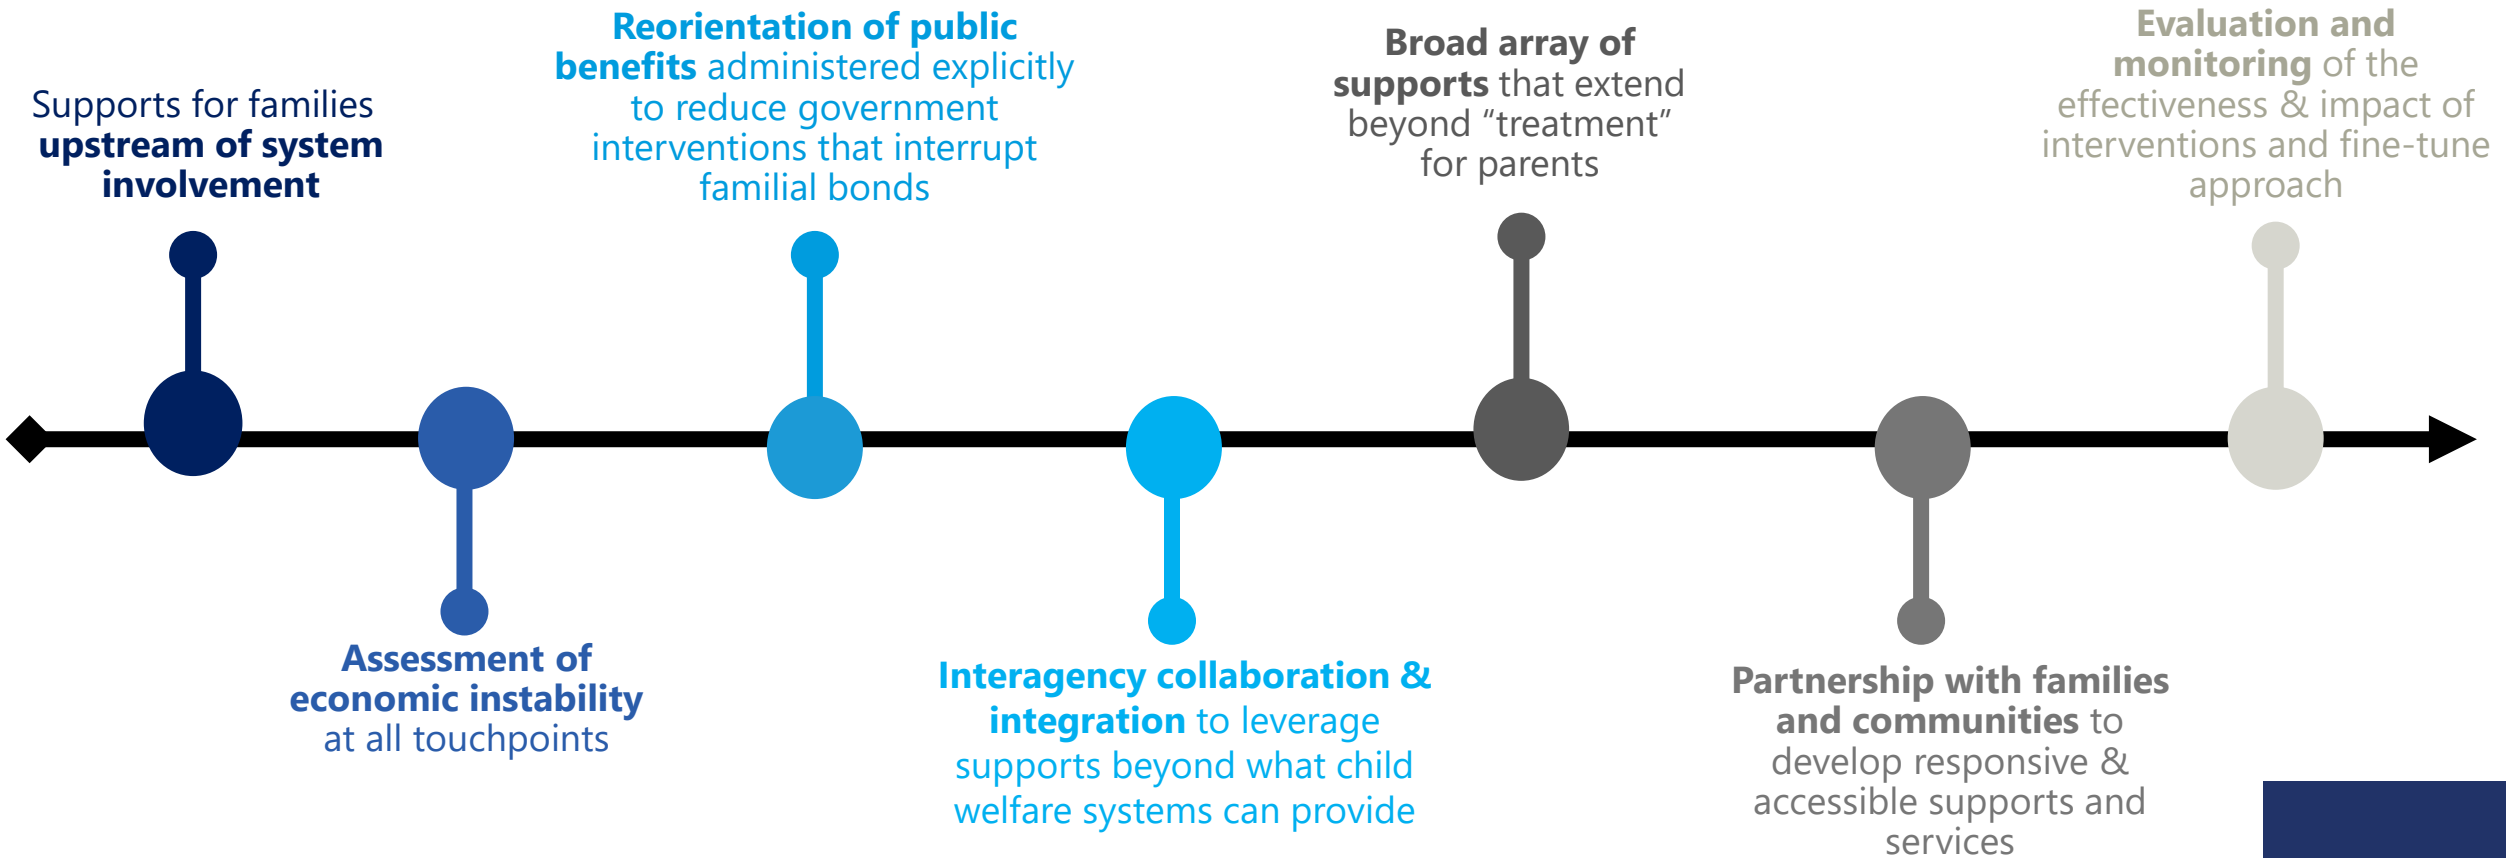 Supports for families
upstream of system
involvement
Assessment of
economic instability
at all touchpoints
Reorientation of public
benefits administered explicitly
to reduce government
interventions that interrupt
familial bonds
Interagency collaboration &
integration to leverage
supports beyond what child
welfare systems can provide
Broad array of
supports that extend
beyond “treatment”
for parents
Partnership with families
and communities to
develop responsive &
accessible supports and
services
Evaluation and
monitoring of the
effectiveness & impact of
interventions and fine-tune
approach